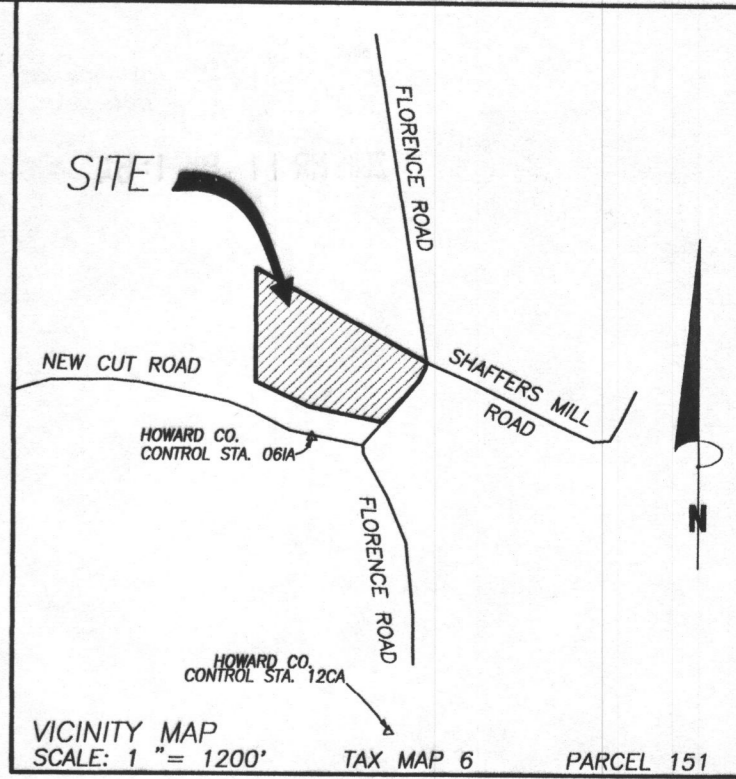 FLORENCE ROAD
SITE
NEW CUT ROAD
SHAFFERS MILL
ROAD
HOWARD CO.
CONTROL STA. 06IA
N
FLORENCE ROAD
HOWARD CO.
CONTROL STA. 12CA
VICINITY MAP
SCALE: 1 "= 1200'
TAX MAP 6
PARCEL 151